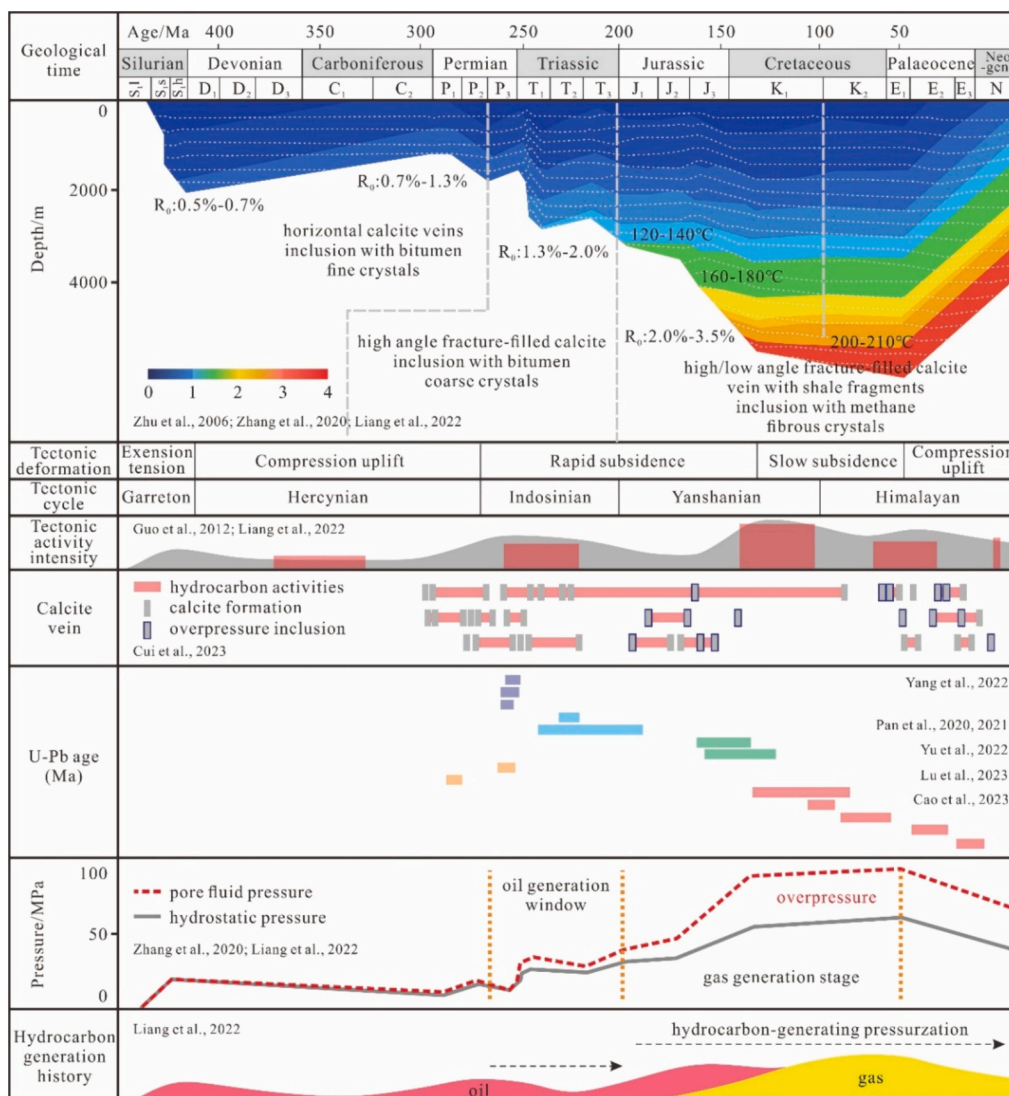 Geological
time
Age/Ma
400
350
300
250
200
150
100
50
Silurian
Devonian
Carboniferous
Permian
Triassic
Jurassic
Cretaceous
Palaeocene
Neo
-gene
S₁l
S₁s
S₁h
D₁
D₂
D₃
C₁
C₂
P₁
P₂
P₃
T₁
T₂
T₃
J₁
J₂
J₃
K₁
K₂
E₁
E₂
E₃
N
Depth/m
0
2000
4000
R₀:0.5%-0.7%
R₀:0.7%-1.3%
R₀:1.3%-2.0%
R₀:2.0%-3.5%
horizontal calcite veins
inclusion with bitumen
fine crystals
120-140℃
160-180℃
200-210℃
high angle fracture-filled calcite
inclusion with bitumen
coarse crystals
high/low angle fracture-filled calcite
vein with shale fragments
inclusion with methane
fibrous crystals
0 1 2 3 4
Zhu et al., 2006; Zhang et al., 2020; Liang et al., 2022
Tectonic
deformation
Exension
tension
Compression uplift
Rapid subsidence
Slow subsidence
Compression
uplift
Tectonic
cycle
Garreton
Hercynian
Indosinian
Yanshanian
Himalayan
Tectonic
activity
intensity
Guo et al., 2012; Liang et al., 2022
Calcite
vein
hydrocarbon activities
calcite formation
overpressure inclusion
Cui et al., 2023
U-Pb age
(Ma)
Yang et al., 2022
Pan et al., 2020, 2021
Yu et al., 2022
Lu et al., 2023
Cao et al., 2023
Pressure/MPa
100
50
0
pore fluid pressure
hydrostatic pressure
Zhang et al., 2020; Liang et al., 2022
oil generation
window
overpressure
gas generation stage
Hydrocarbon
generation
history
Liang et al., 2022
hydrocarbon-generating pressurzation
oil
gas